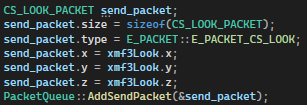 CS_LOOK_PACKET send_packet;
send_packet.size = sizeof(CS_LOOK_PACKET);
send_packet.type = E_PACKET::E_PACKET_CS_LOOK;
send_packet.x = xmf3Look.x;
send_packet.y = xmf3Look.y;
send_packet.z = xmf3Look.z;
PacketQueue::AddSendPacket(&send_packet);